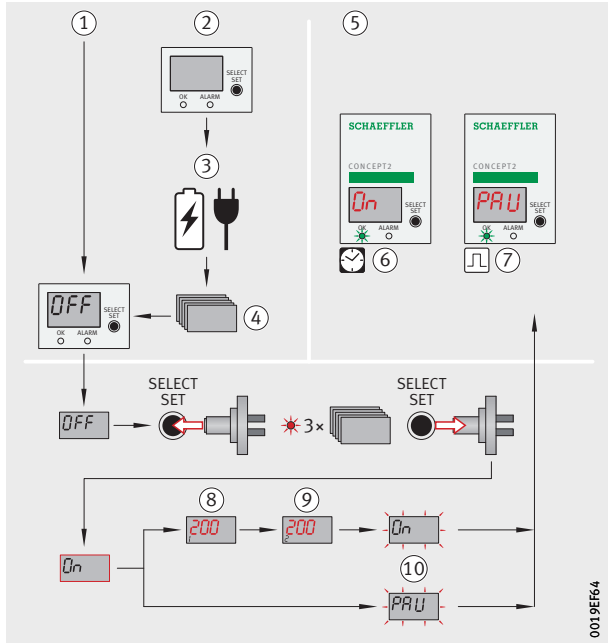 1
2
5
SELECT
SET
OK ALARM
3
SCHAEFFLER
CONCEPT2
On
SELECT
SET
OK ALARM
6
SCHAEFFLER
CONCEPT2
PAU
SELECT
SET
OK ALARM
7
OFF
SELECT
SET
OK ALARM
4
OFF
SELECT
SET
3×
SELECT
SET
8
9
On
200
1
200
2
On
10
PAU
0019EF64